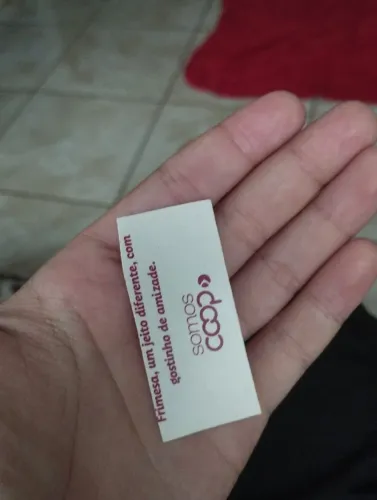 Frimesa, um jeito diferente, com
gostinho de amizade.
somos
coop